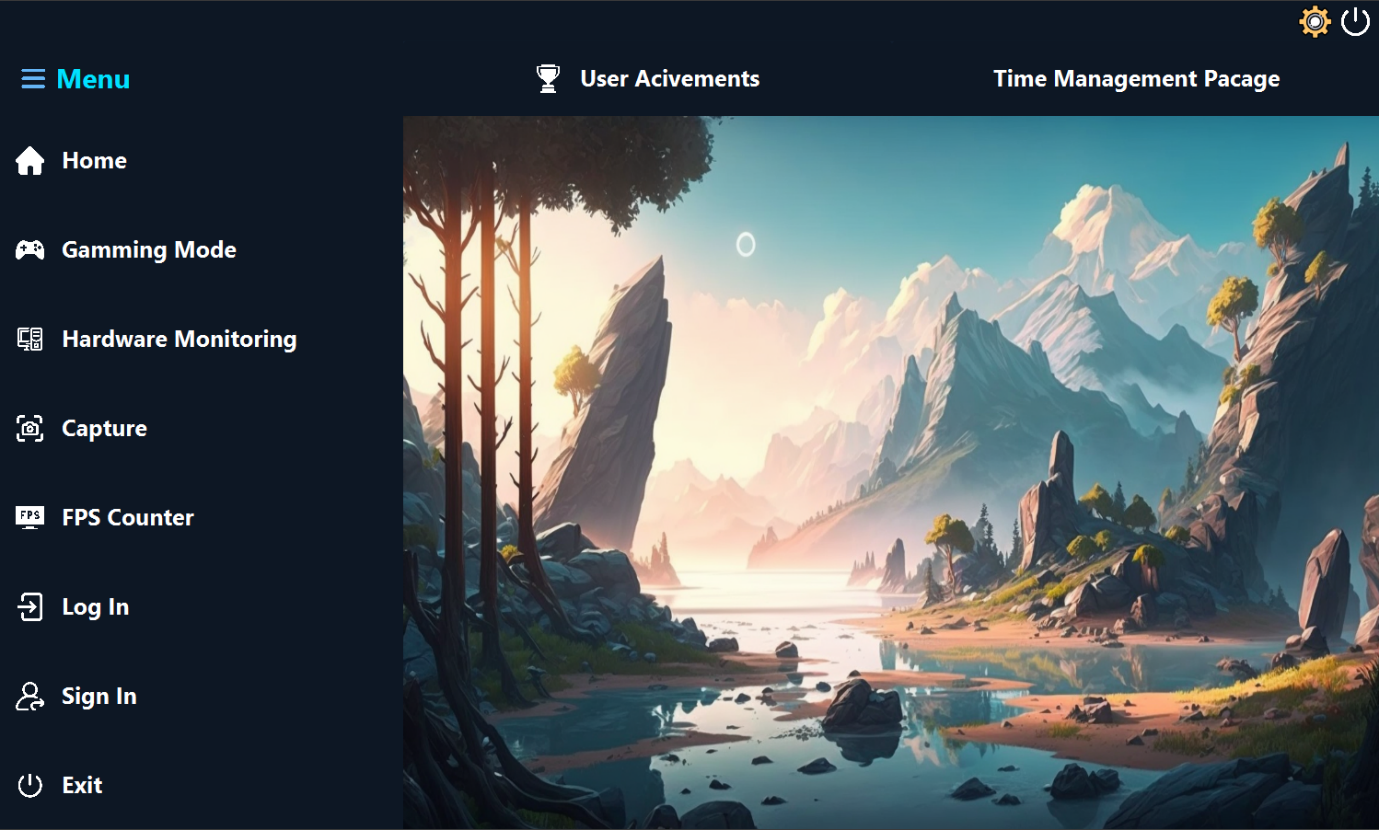 Menu
User Acivements
Time Management Pacage
Home
Gamming Mode
Hardware Monitoring
Capture
FPS
FPS Counter
Log In
Sign In
Exit